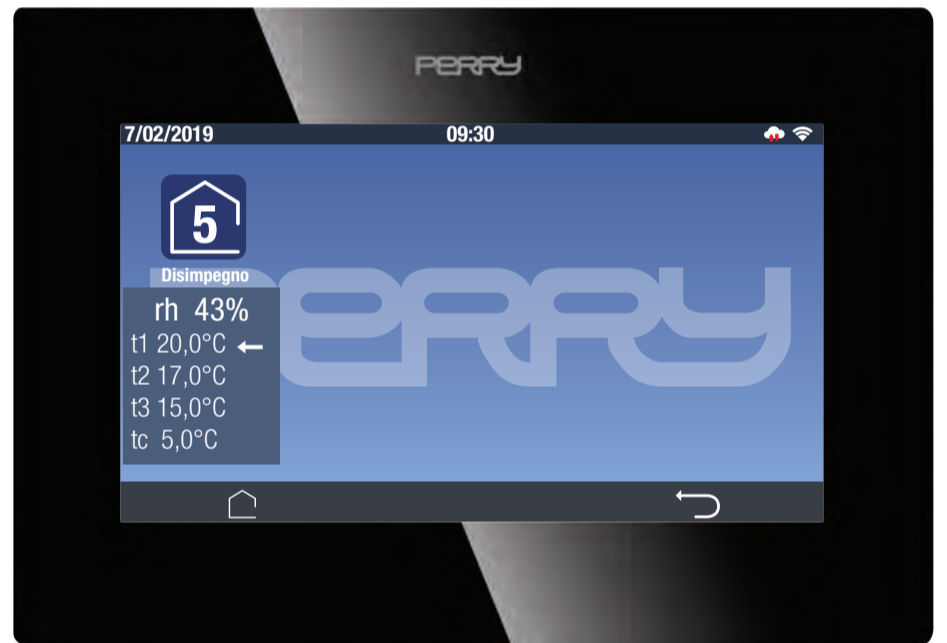 PERRY
7/02/2019 09:30
5
Disimpegno
PERRY
rh 43%
t1 20,0°C ←
t2 17,0°C
t3 15,0°C
tc 5,0°C